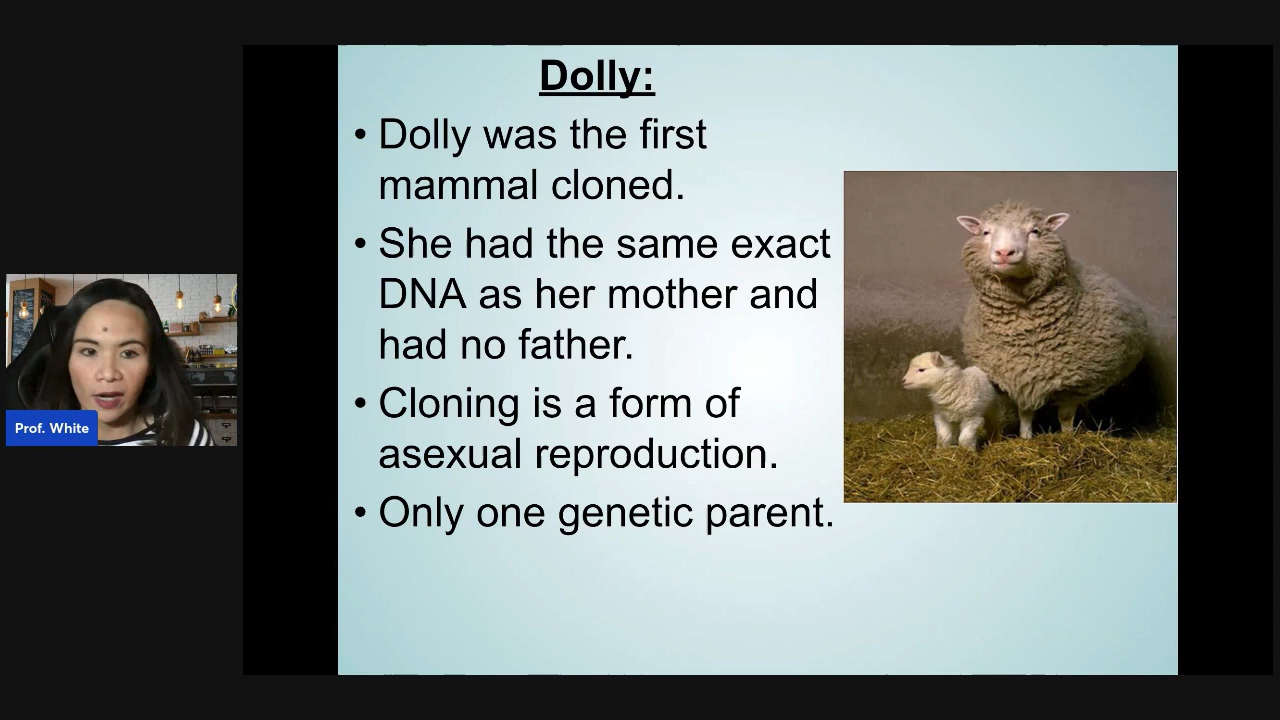 Dolly:
• Dolly was the first
mammal cloned.
• She had the same exact
DNA as her mother and
had no father.
• Cloning is a form of
asexual reproduction.
• Only one genetic parent.
Prof. White